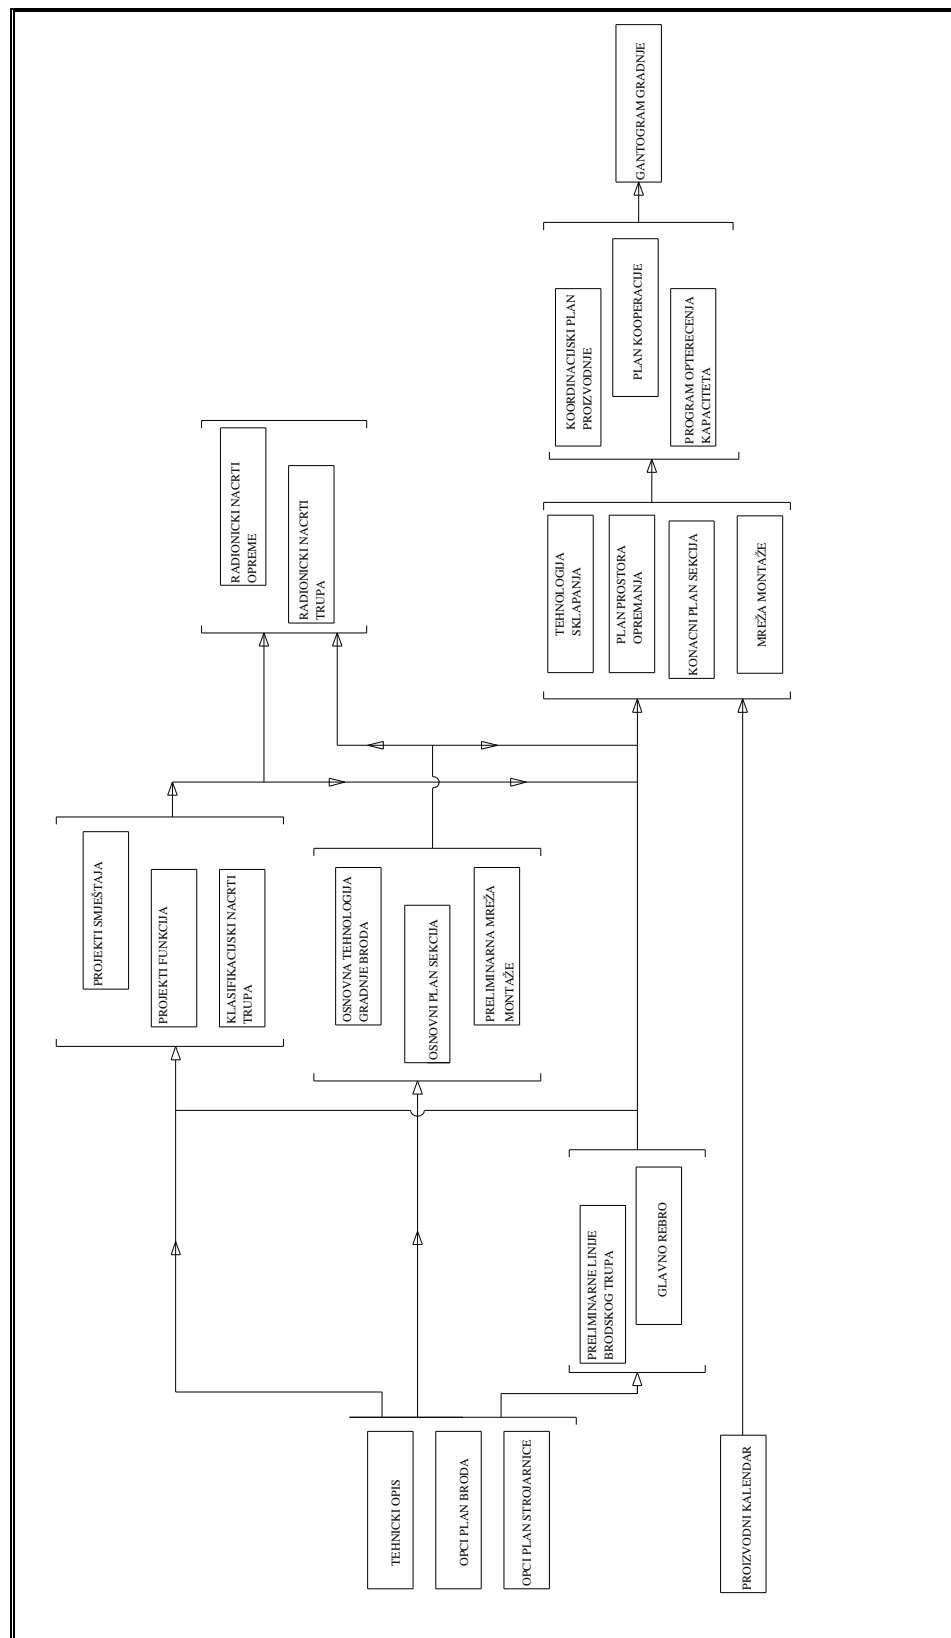 TEHNICKI OPIS
OPCI PLAN BRODA
OPCI PLAN STROJARNICE
PROIZVODNI KALENDAR
PRELIMINARNE LINIJE
BRODSKOG TRUPA
GLAVNO REBRO
PROJEKTI SMJEŠTAJA
PROJEKTI FUNKCIJA
KLASIFIKACIJSKI NACRTI
TRUPA
OSNOVNA TEHNOLOGIJA
GRADNJE BRODA
OSNOVNI PLAN SEKCIJA
PRELIMINARNA MREŽA
MONTAŽE
RADIONICKI NACRTI
OPREME
RADIONICKI NACRTI
TRUPA
TEHNOLOGIJA
SKLAPANJA
PLAN PROSTORA
OPREMANJA
KONACNI PLAN SEKCIJA
MREŽA MONTAŽE
KOORDINACIJSKI PLAN
PROIZVODNJE
PLAN KOOPERACIJE
PROGRAM OPTERECENJA
KAPACITETA
GANTOGRAM GRADNJE